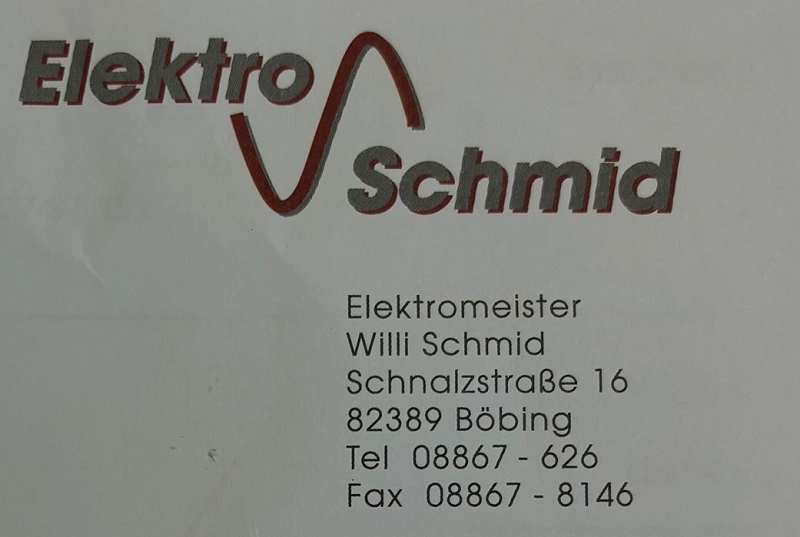 Elektro
Schmid
Elektromeister
Willi Schmid
Schnalzstraße 16
82389 Böbing
Tel 08867 - 626
Fax 08867 - 8146